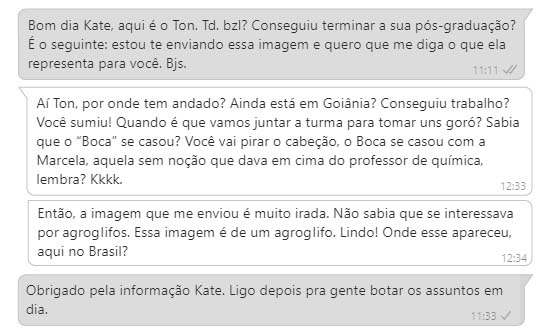 Bom dia Kate, aqui é o Ton. Td. bzl? Conseguiu terminar a sua pós-graduação?
É o seguinte: estou te enviando essa imagem e quero que me diga o que ela
representa para você. Bjs.
11:11
Aí Ton, por onde tem andado? Ainda está em Goiânia? Conseguiu trabalho?
Você sumiu! Quando é que vamos juntar a turma para tomar uns goró? Sabia
que o “Boca” se casou? Você vai pirar o cabeção, o Boca se casou com a
Marcela, aquela sem noção que dava em cima do professor de química,
lembra? Kkkk.
12:33
Então, a imagem que me enviou é muito irada. Não sabia que se interessava
por agroglifos. Essa imagem é de um agroglifo. Lindo! Onde esse apareceu,
aqui no Brasil?
12:34
Obrigado pela informação Kate. Ligo depois pra gente botar os assuntos em
dia.
11:33